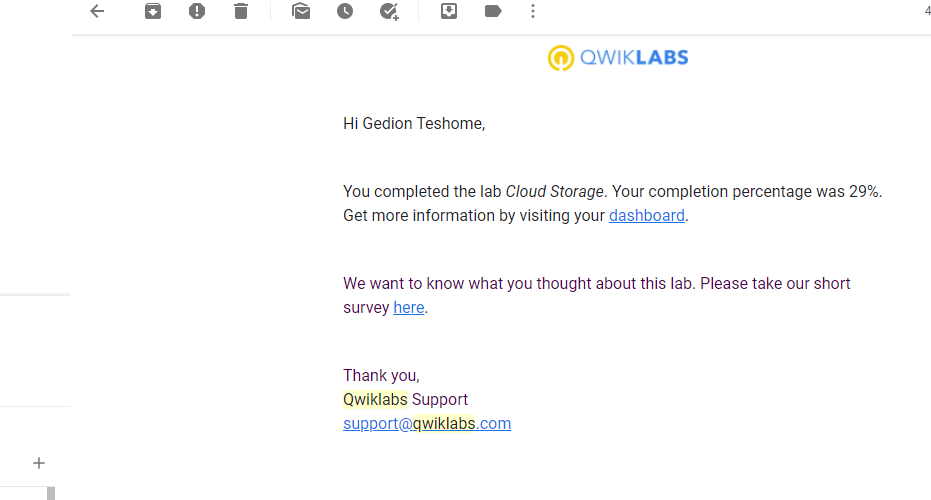 4
QWIKLABS
Hi Gedion Teshome,
You completed the lab Cloud Storage. Your completion percentage was 29%.
Get more information by visiting your dashboard.
We want to know what you thought about this lab. Please take our short
survey here.
Thank you,
Qwiklabs Support
support@qwiklabs.com